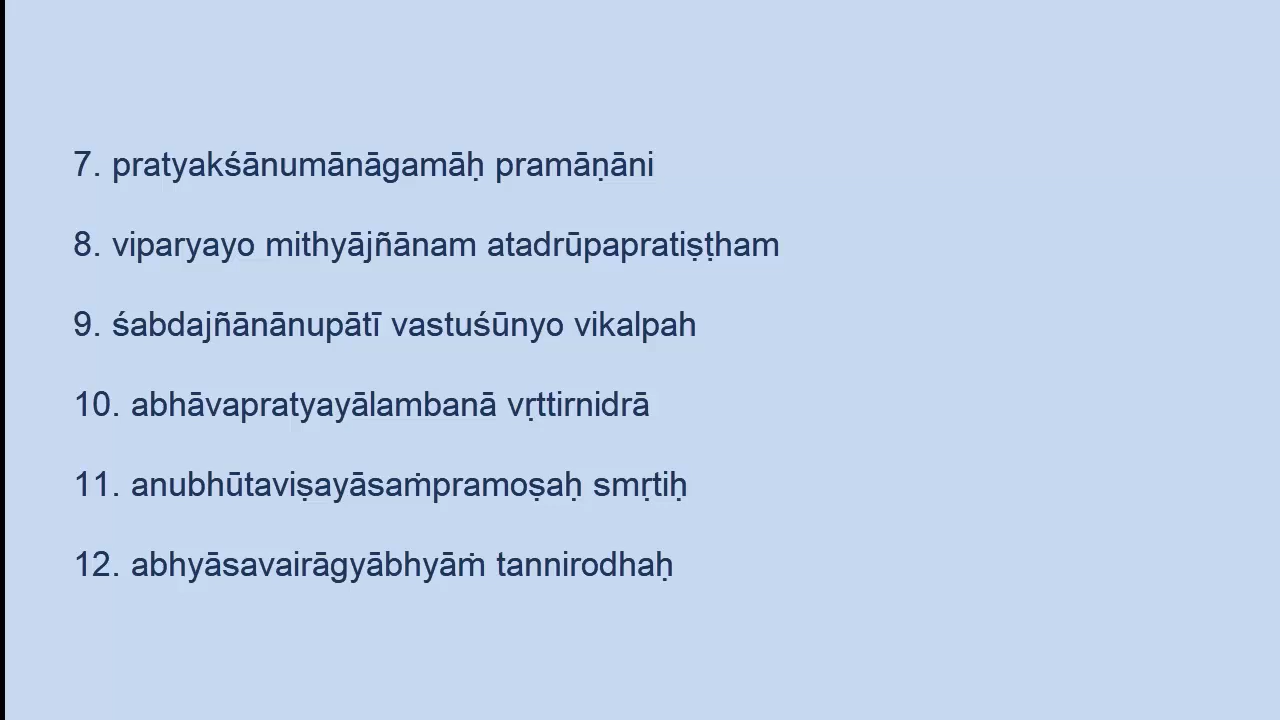 7. pratyakśānumānāgamāḥ pramāṇāni
8. viparyayo mithyājñānam atadrūpapratiṣṭham
9. śabdajñānānupātī vastuśūnyo vikalpah
10. abhāvapratyayālambanā vṛttirnidrā
11. anubhūtaviṣayāsaṁpramoṣaḥ smṛtiḥ
12. abhyāsavairāgyābhyāṁ tannirodhaḥ